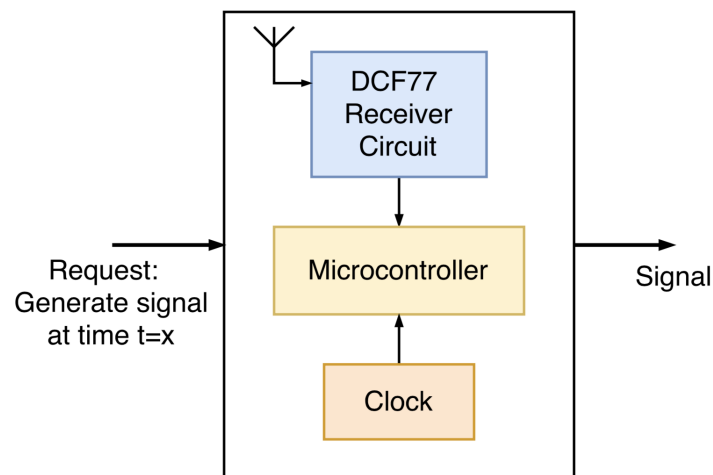 DCF77
Receiver
Circuit
Request:
Generate signal
at time t=x
Microcontroller
Signal
Clock